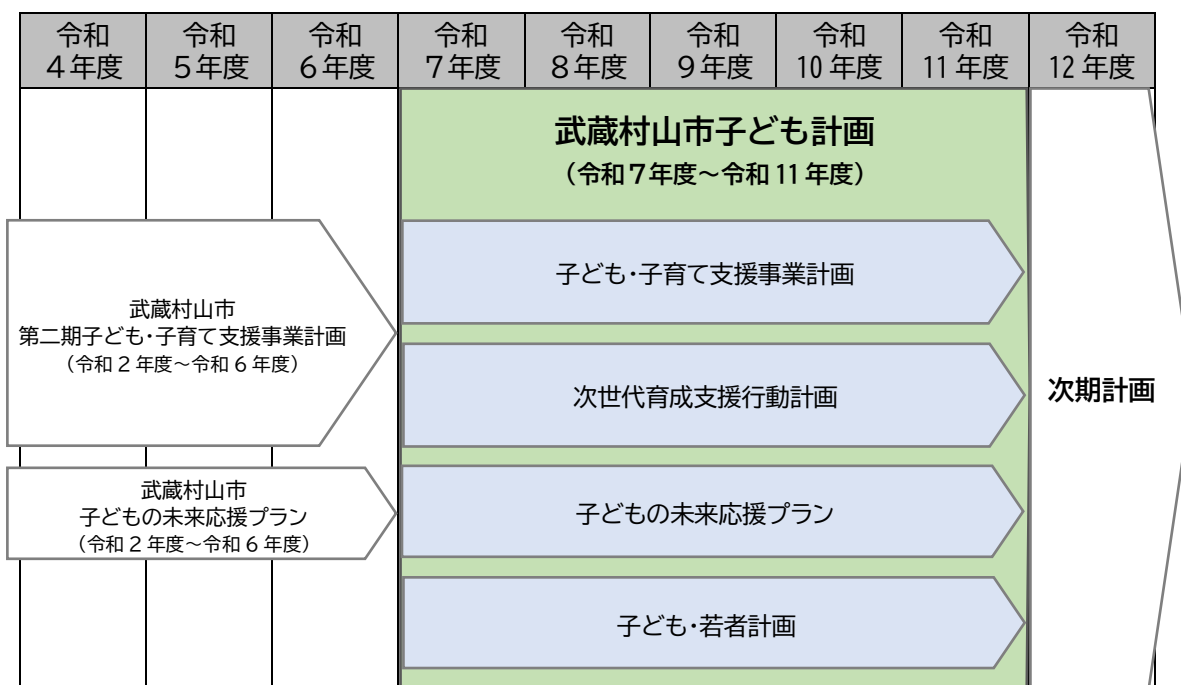 令和
4年度
令和
5年度
令和
6年度
令和
7年度
令和
8年度
令和
9年度
令和
10年度
令和
11年度
令和
12年度
武蔵村山市子ども計画
(令和7年度~令和11年度)
武蔵村山市
第二期子ども・子育て支援事業計画
(令和2年度~令和6年度)
武蔵村山市
子どもの未来応援プラン
(令和2年度~令和6年度)
子ども・子育て支援事業計画
次世代育成支援行動計画
子どもの未来応援プラン
子ども・若者計画
次期計画